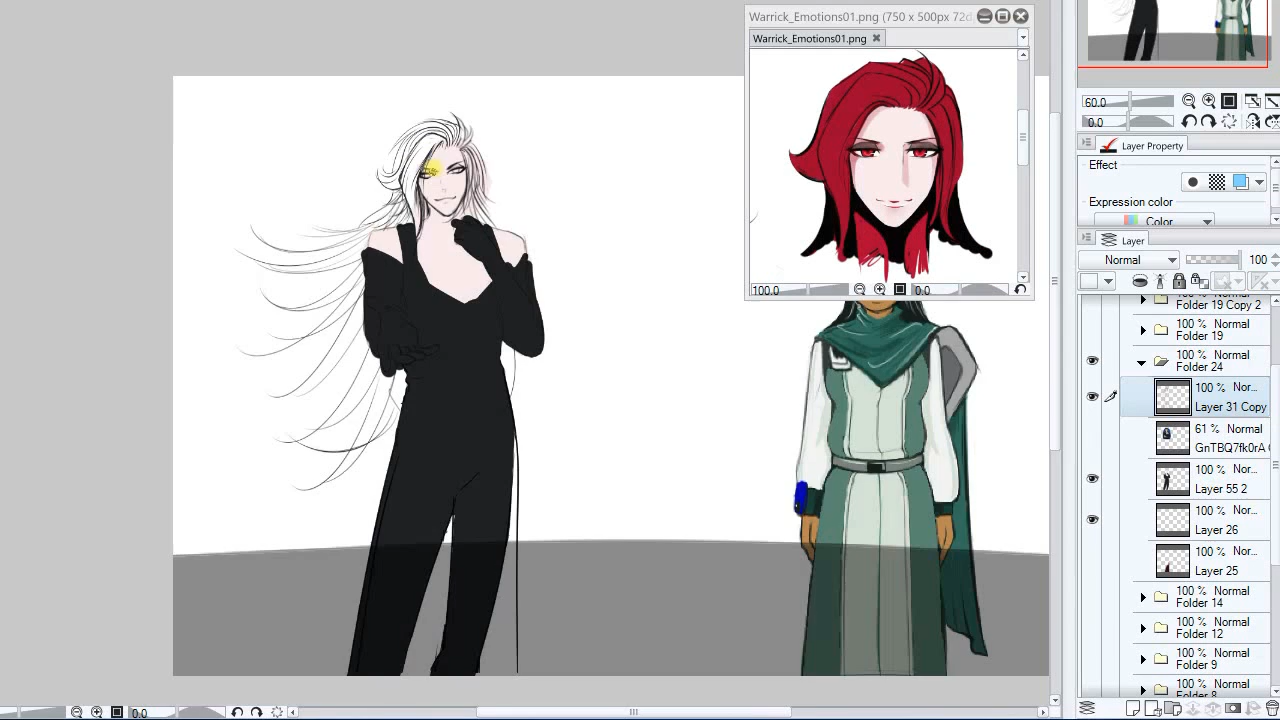 Warrick_Emotions01.png (750 x 500px 72d
Warrick_Emotions01.png
100.0
0.0
60.0
0.0
Layer Property
Effect
Expression color
Color
Layer
Normal
100
Folder 19 Copy 2
100 % Normal
Folder 19
100 % Normal
Folder 24
100 % Nor...
Layer 31 Copy
61 % Normal
GnTBQ7fk0rA
100 % Nor...
Layer 55 2
100 % Nor...
Layer 26
100 % Nor...
Layer 25
100 % Normal
Folder 14
100 % Normal
Folder 12
100 % Normal
Folder 9
100 % Normal
Folder 8
0.0